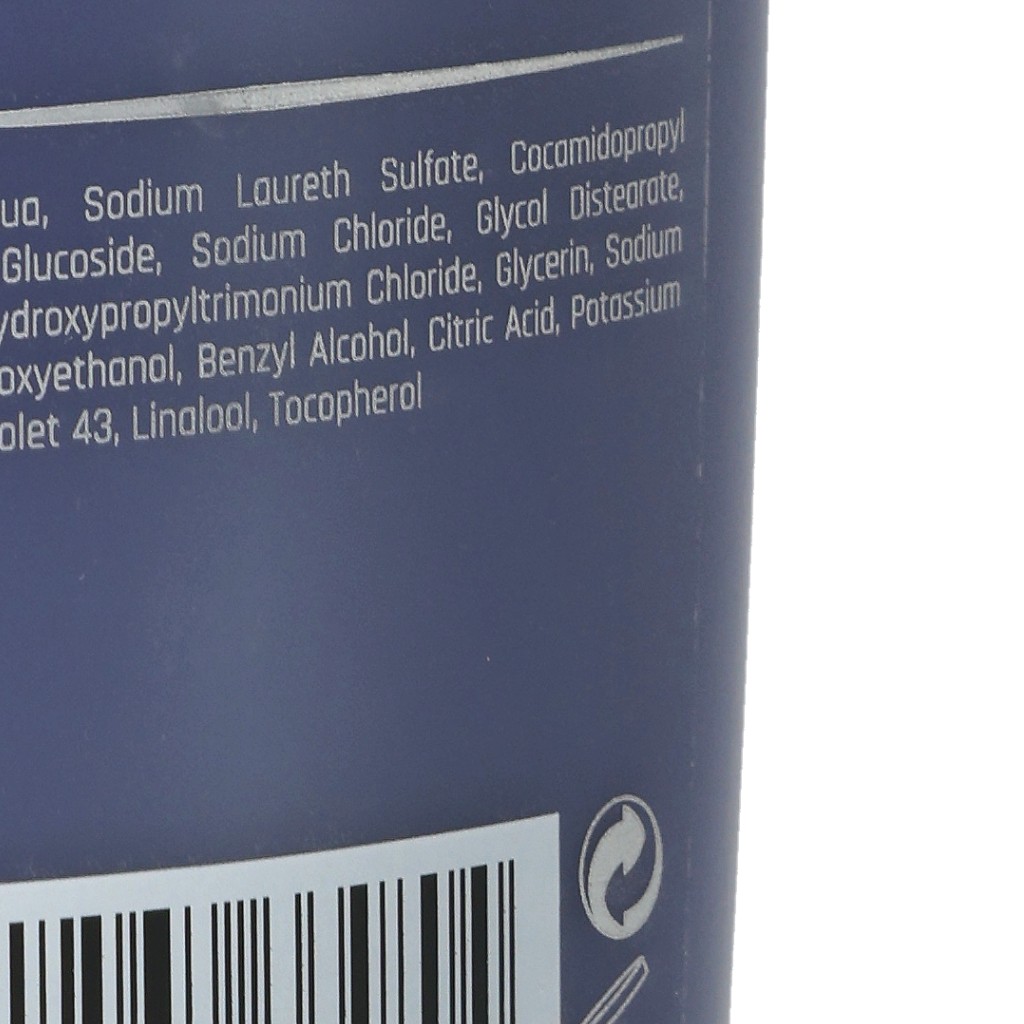 ua, Sodium Laureth Sulfate, Cocamidopropyl
Glucoside, Sodium Chloride, Glycol Distearate,
ydroxypropyltrimonium Chloride, Glycerin, Sodium
oxyethanol, Benzyl Alcohol, Citric Acid, Potassium
olet 43, Linalool, Tocopherol